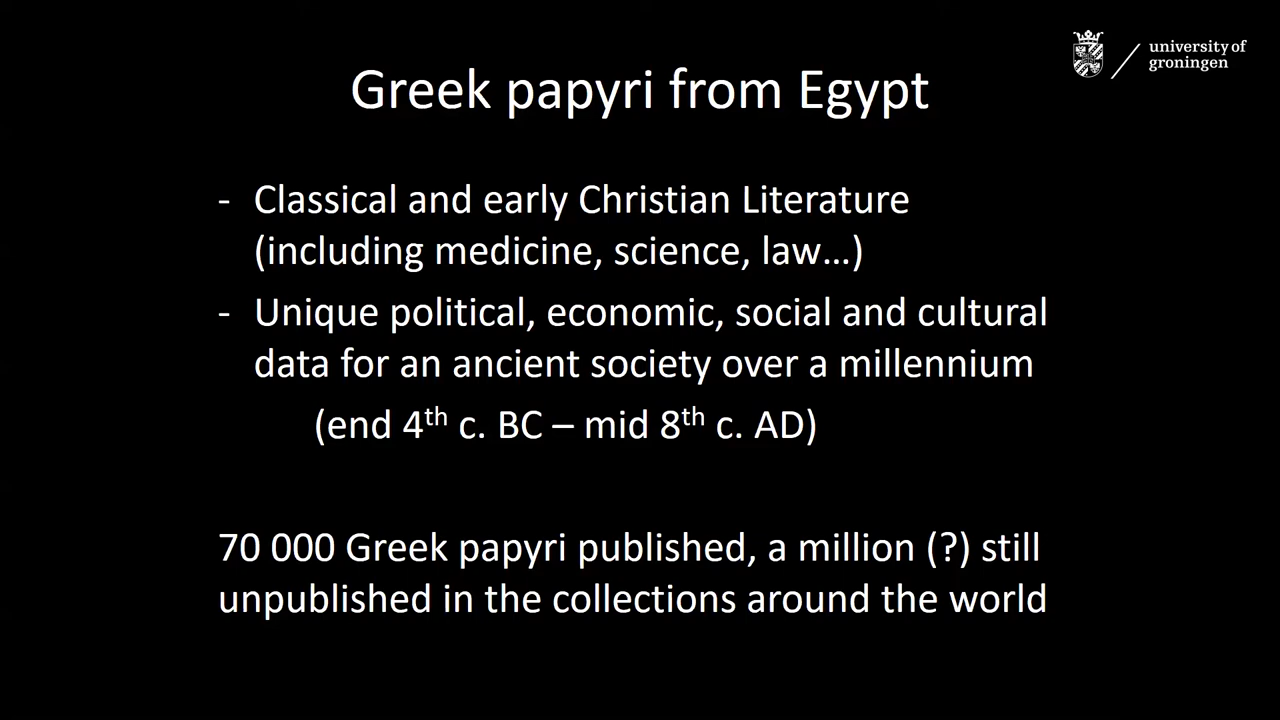 university of
groningen
Greek papyri from Egypt
- Classical and early Christian Literature
(including medicine, science, law…)
- Unique political, economic, social and cultural
data for an ancient society over a millennium
(end 4th c. BC – mid 8th c. AD)
70 000 Greek papyri published, a million (?) still
unpublished in the collections around the world